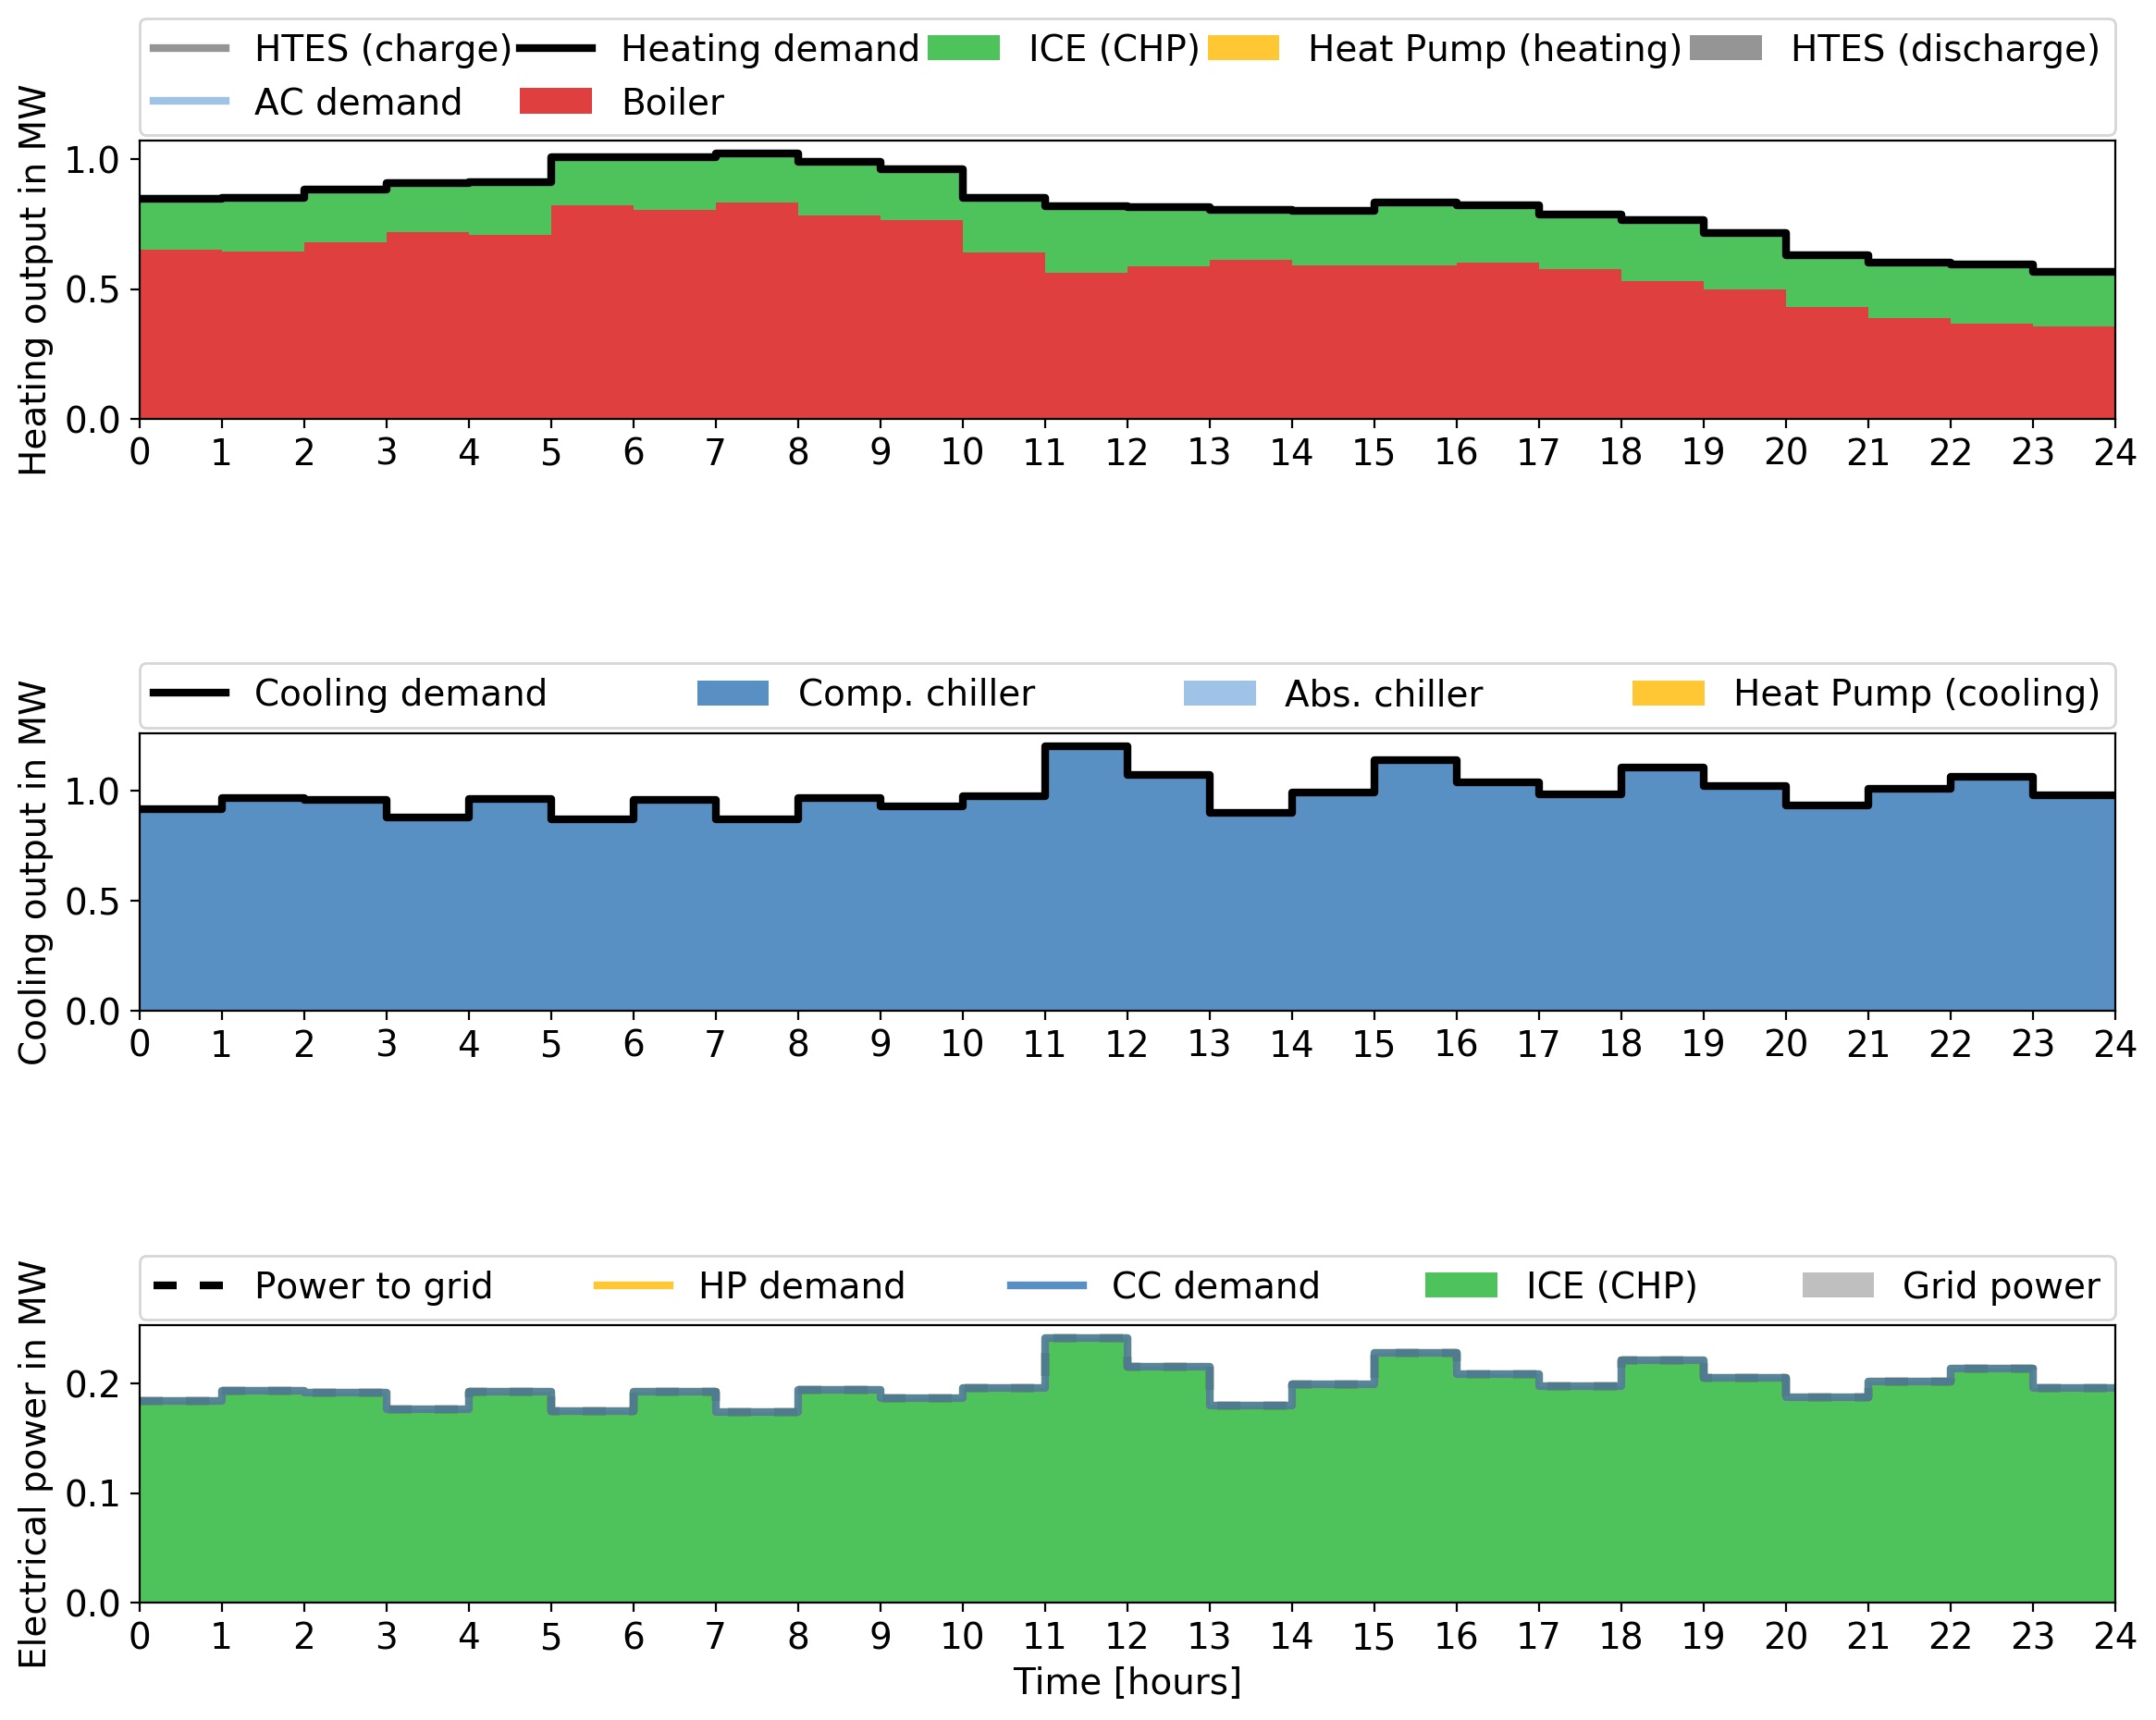 HTES (charge) Heating demand ICE (CHP) Heat Pump (heating) HTES (discharge)
AC demand Boiler
Heating output in MW
1.0
0.5
0.0
0 1 2 3 4 5 6 7 8 9 10 11 12 13 14 15 16 17 18 19 20 21 22 23 24
Cooling demand Comp. chiller Abs. chiller Heat Pump (cooling)
Cooling output in MW
1.0
0.5
0.0
0 1 2 3 4 5 6 7 8 9 10 11 12 13 14 15 16 17 18 19 20 21 22 23 24
Power to grid HP demand CC demand ICE (CHP) Grid power
Electrical power in MW
0.2
0.1
0.0
0 1 2 3 4 5 6 7 8 9 10 11 12 13 14 15 16 17 18 19 20 21 22 23 24
Time [hours]